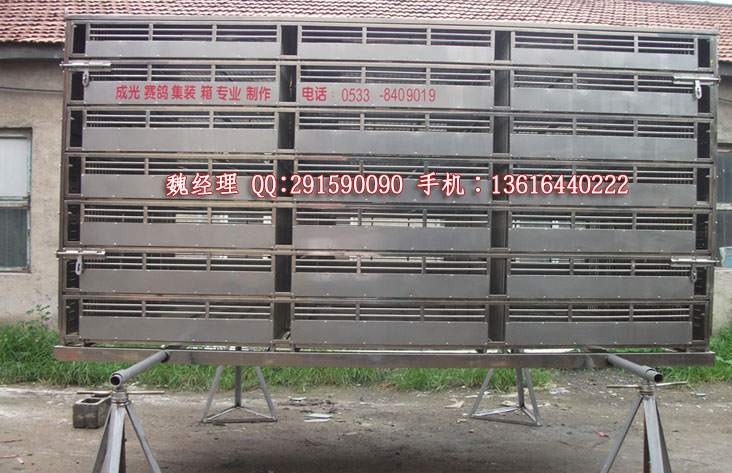 成光 赛鸽 集装 箱 专业 制作 电话: 0533 -8409019
魏经理 QQ:291590090 手机：13616440222